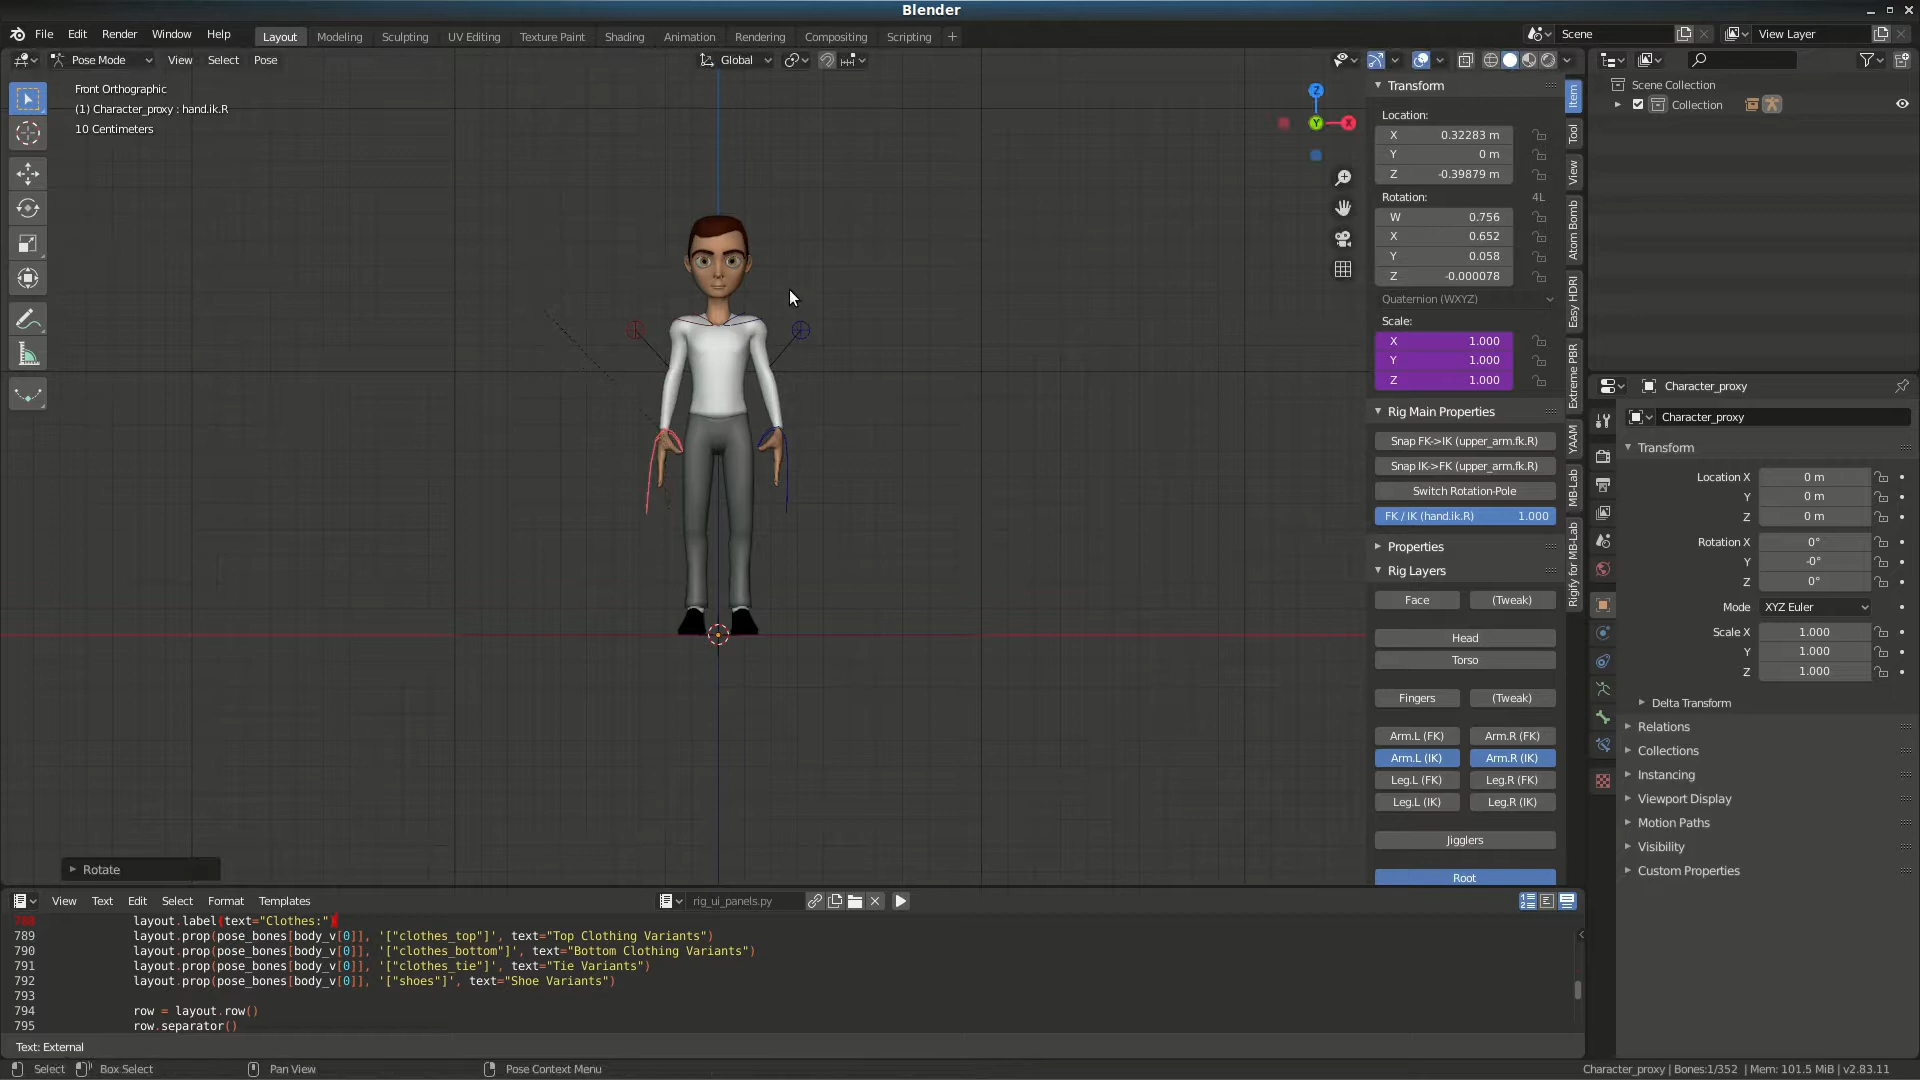 Blender
File Edit Render Window Help Layout Modeling Sculpting UV Editing Texture Paint Shading Animation Rendering Compositing Scripting + Scene View Layer
Pose Mode View Select Pose Global
Front Orthographic
(1) Character_proxy : hand.ik.R
10 Centimeters
Z
Y
X
Transform
Location:
X 0.32283 m
Y 0 m
Z -0.39879 m
Rotation: 4L
W 0.756
X 0.652
Y 0.058
Z -0.000078
Quaternion (WXYZ)
Scale:
X 1.000
Y 1.000
Z 1.000
Rig Main Properties
Snap FK->IK (upper_arm.fk.R)
Snap IK->FK (upper_arm.fk.R)
Switch Rotation-Pole
FK / IK (hand.ik.R) 1.000
Properties
Rig Layers
Face (Tweak)
Head
Torso
Fingers (Tweak)
Arm.L (FK) Arm.R (FK)
Arm.L (IK) Arm.R (IK)
Leg.L (FK) Leg.R (FK)
Leg.L (IK) Leg.R (IK)
Jigglers
Root
Item
Tool
View
Atom Bomb
Easy HDRI
Extreme PBR
YAAM
MB-Lab
Rigify for MB-Lab
Scene Collection
Collection
Character_proxy
Character_proxy
Transform
Location X 0 m
Y 0 m
Z 0 m
Rotation X 0°
Y -0°
Z 0°
Mode XYZ Euler
Scale X 1.000
Y 1.000
Z 1.000
Delta Transform
Relations
Collections
Instancing
Viewport Display
Motion Paths
Visibility
Custom Properties
Rotate
View Text Edit Select Format Templates rig_ui_panels.py
788 layout.label(text="Clothes:")
789 layout.prop(pose_bones[body_v[0]], '["clothes_top"]', text="Top Clothing Variants")
790 layout.prop(pose_bones[body_v[0]], '["clothes_bottom"]', text="Bottom Clothing Variants")
791 layout.prop(pose_bones[body_v[0]], '["clothes_tie"]', text="Tie Variants")
792 layout.prop(pose_bones[body_v[0]], '["shoes"]', text="Shoe Variants")
793
794 row = layout.row()
795 row.separator()
Text: External
Select Box Select Pan View Pose Context Menu Character_proxy | Bones:1/352 | Mem: 101.5 MiB | v2.83.11